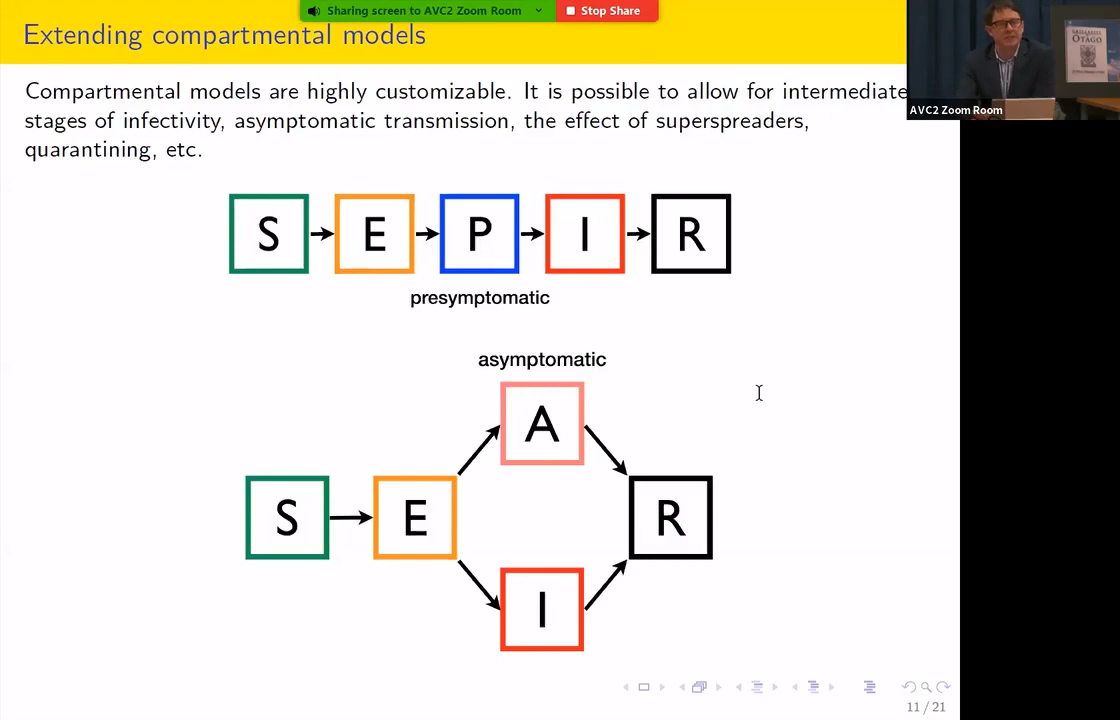 Sharing screen to AVC2 Zoom Room
Stop Share
Extending compartmental models
OTAGO
AVC2 Zoom Room
Compartmental models are highly customizable. It is possible to allow for intermediate
stages of infectivity, asymptomatic transmission, the effect of superspreaders,
quarantining, etc.
S E P I R
presymptomatic
asymptomatic
A
S E R
I
11 / 21